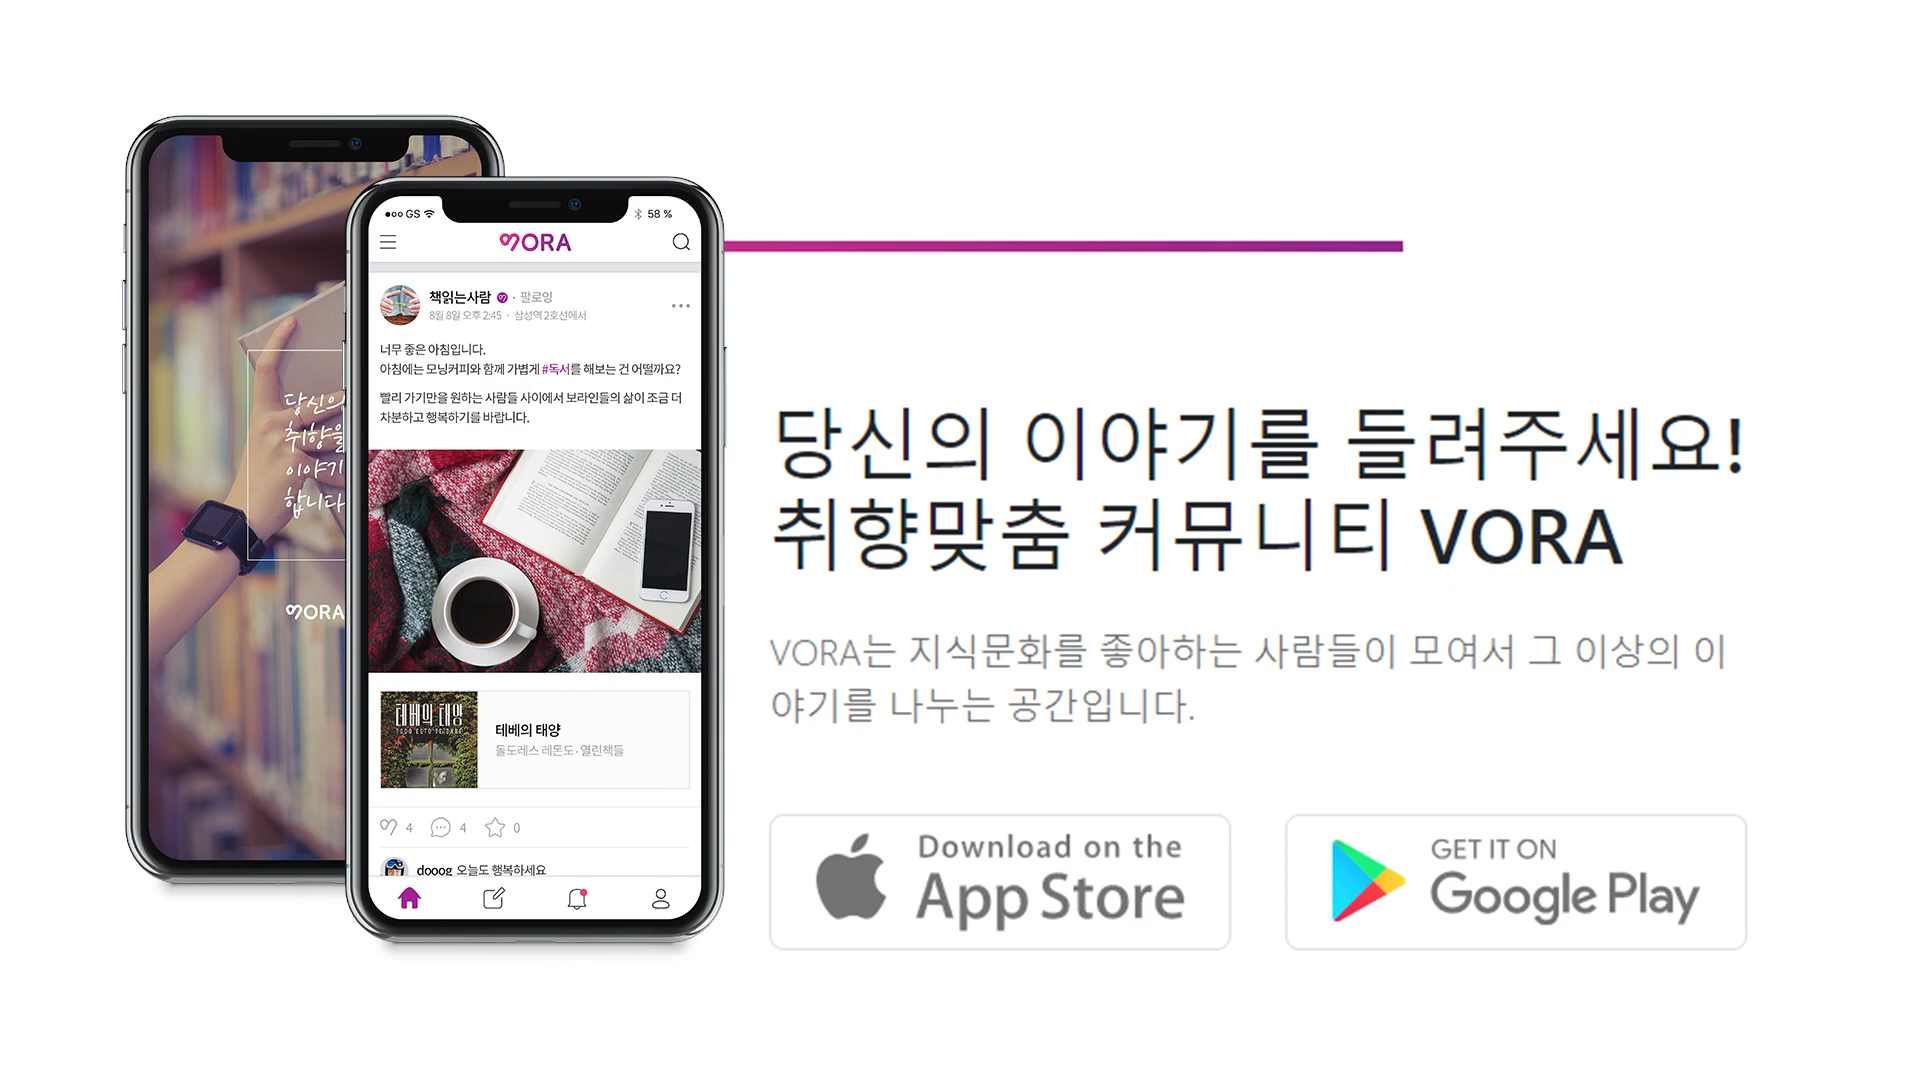 당신의
취향을
이야기
합니다
VORA
GS
58 %
VORA
책읽는사람 · 팔로잉
8월 8일 오후 2:45 · 삼성역 2호선에서
너무 좋은 아침입니다.
아침에는 모닝커피와 함께 가볍게 #독서를 해보는 건 어떨까요?
빨리 가기만을 원하는 사람들 사이에서 보라인들의 삶이 조금 더
차분하고 행복하기를 바랍니다.
테베의 태양
TODO ESTO TE DARÉ
테베의 태양
돌도레스 레돈도 · 열린책들
4 4 0
dooog 오늘도 행복하세요
당신의 이야기를 들려주세요!
취향맞춤 커뮤니티 VORA
VORA는 지식문화를 좋아하는 사람들이 모여서 그 이상의 이
야기를 나누는 공간입니다.
Download on the
App Store
GET IT ON
Google Play